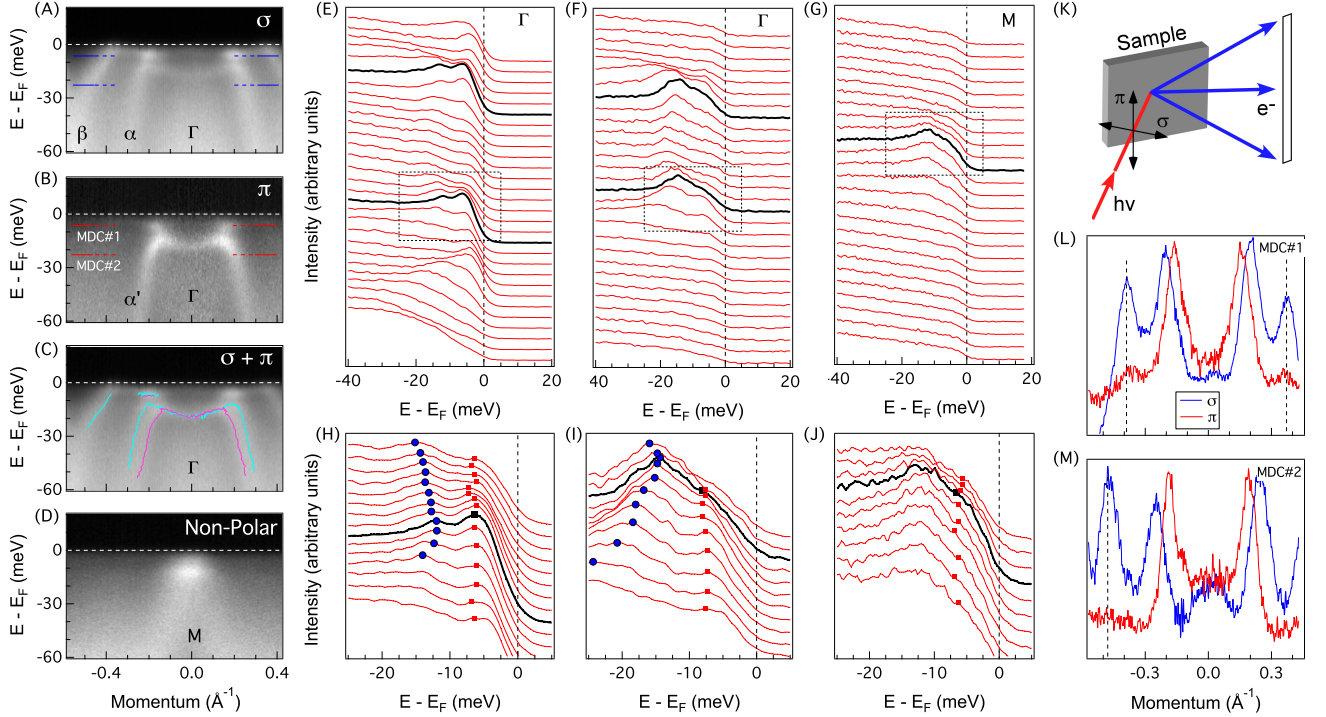 (A)
σ
E - E_F (meV)
0
-30
-60
β
α
Γ
(B)
π
E - E_F (meV)
0
-30
-60
MDC#1
MDC#2
α'
Γ
(C)
σ + π
E - E_F (meV)
0
-30
-60
Γ
(D)
Non-Polar
E - E_F (meV)
0
-30
-60
M
-0.4
0.0
0.4
Momentum (Å⁻¹)
(E)
Γ
Intensity (arbitrary units)
-40
-20
0
20
E - E_F (meV)
(F)
Γ
-40
-20
0
20
E - E_F (meV)
(G)
M
-40
-20
0
20
E - E_F (meV)
(H)
Intensity (arbitrary units)
-20
-10
0
E - E_F (meV)
(I)
-20
-10
0
E - E_F (meV)
(J)
-20
-10
0
E - E_F (meV)
(K)
Sample
π
σ
e⁻
hν
(L)
MDC#1
σ
π
(M)
MDC#2
-0.3
0.0
0.3
Momentum (Å⁻¹)